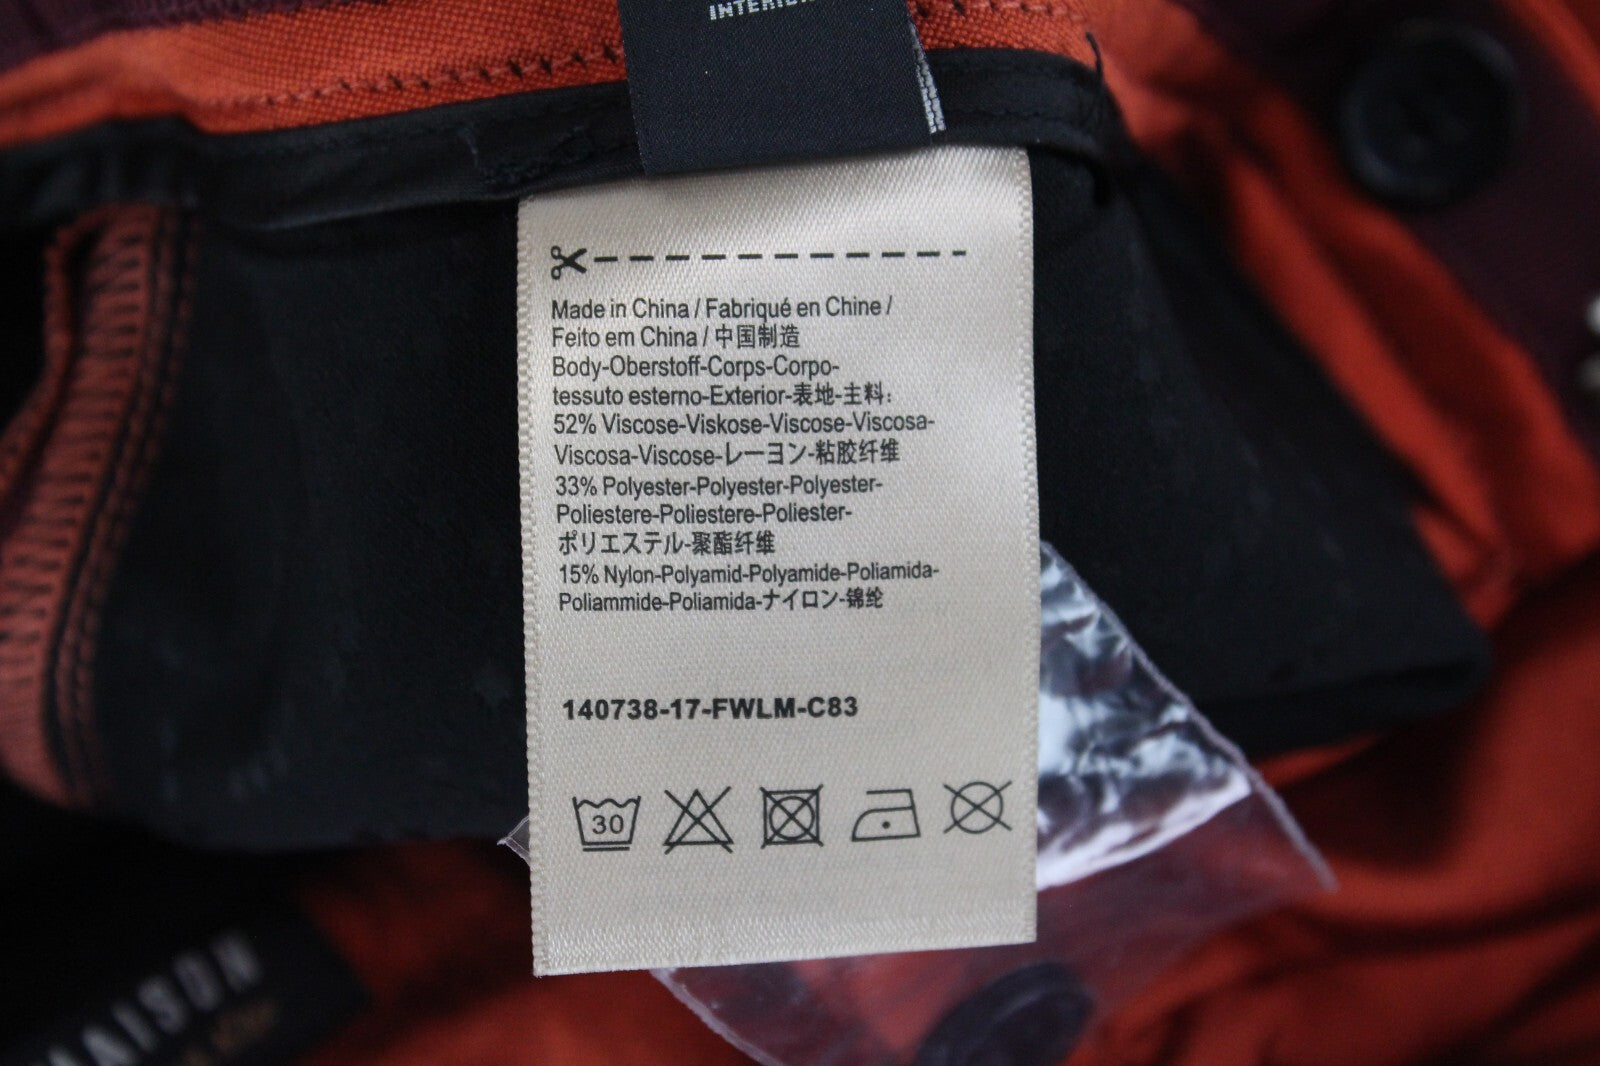 Made in China / Fabriqué en Chine /
Feito em China / 中国制造
Body-Oberstoff-Corps-Corpo-
tessuto esterno-Exterior-表地-主料:
52% Viscose-Viskose-Viscose-Viscosa-
Viscosa-Viscose-レーヨン-粘胶纤维
33% Polyester-Polyester-Polyester-
Poliestere-Poliestere-Poliester-
ポリエステル-聚酯纤维
15% Nylon-Polyamid-Polyamide-Poliamida-
Poliammide-Poliamida-ナイロン-锦纶
140738-17-FWLM-C83
30
MAISON